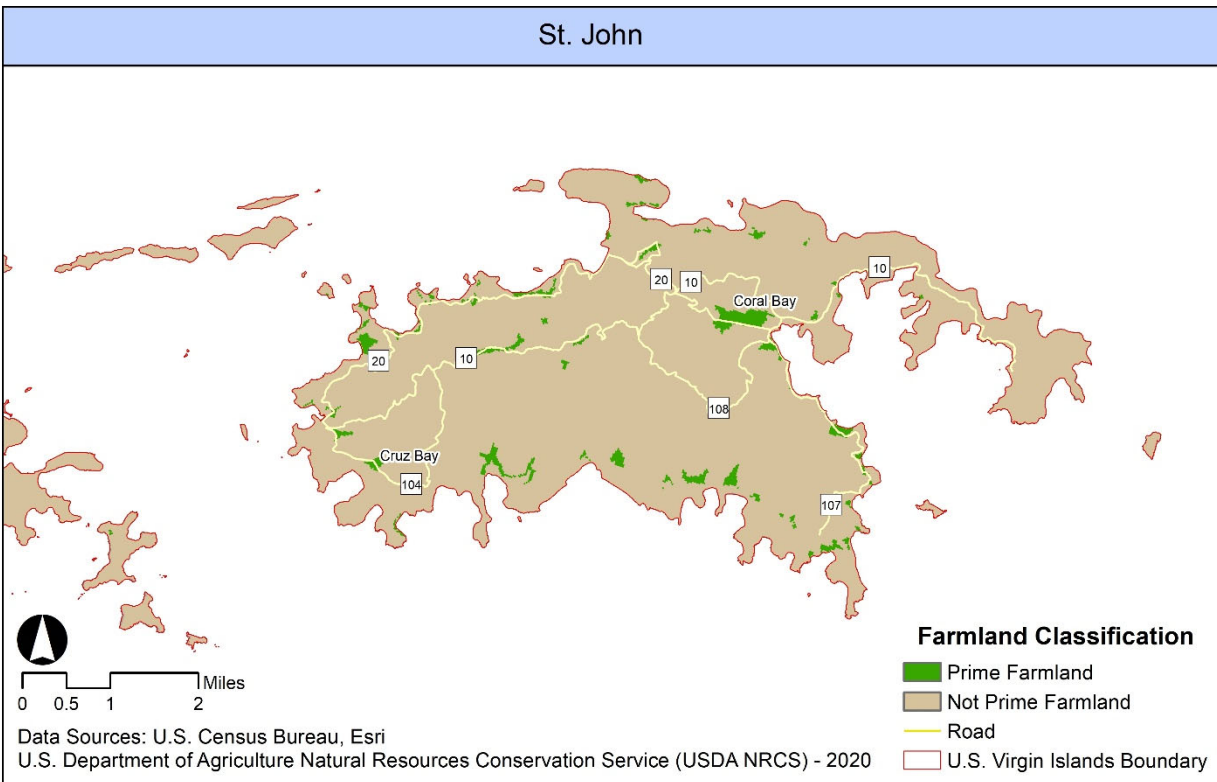 St. John
10
20
10
Coral Bay
20
10
108
Cruz Bay
104
107
Farmland Classification
Prime Farmland
Not Prime Farmland
Road
U.S. Virgin Islands Boundary
Miles
0 0.5 1 2
Data Sources: U.S. Census Bureau, Esri
U.S. Department of Agriculture Natural Resources Conservation Service (USDA NRCS) - 2020